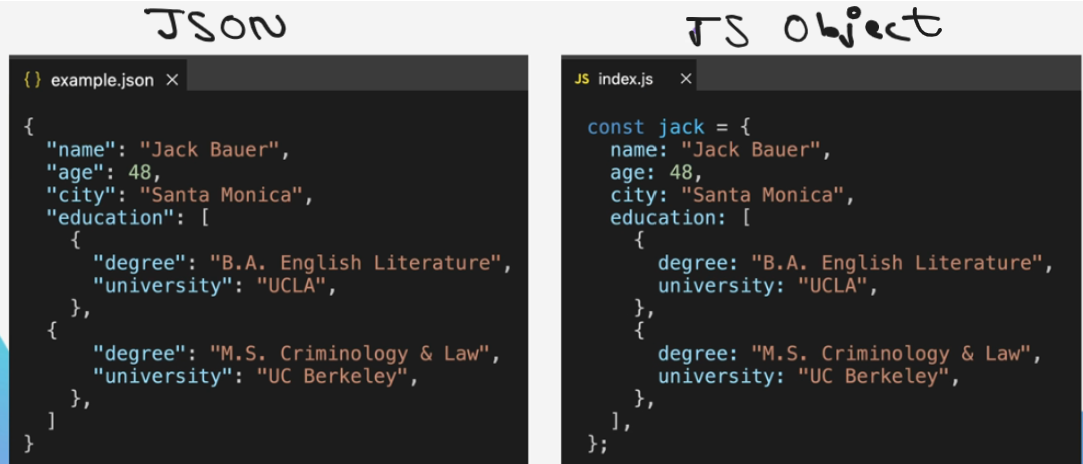 JSON
{ } example.json ×
{
"name": "Jack Bauer",
"age": 48,
"city": "Santa Monica",
"education": [
{
"degree": "B.A. English Literature",
"university": "UCLA",
},
{
"degree": "M.S. Criminology & Law",
"university": "UC Berkeley",
},
]
}
JS Object
JS index.js ×
const jack = {
name: "Jack Bauer",
age: 48,
city: "Santa Monica",
education: [
{
degree: "B.A. English Literature",
university: "UCLA",
},
{
degree: "M.S. Criminology & Law",
university: "UC Berkeley",
},
],
};